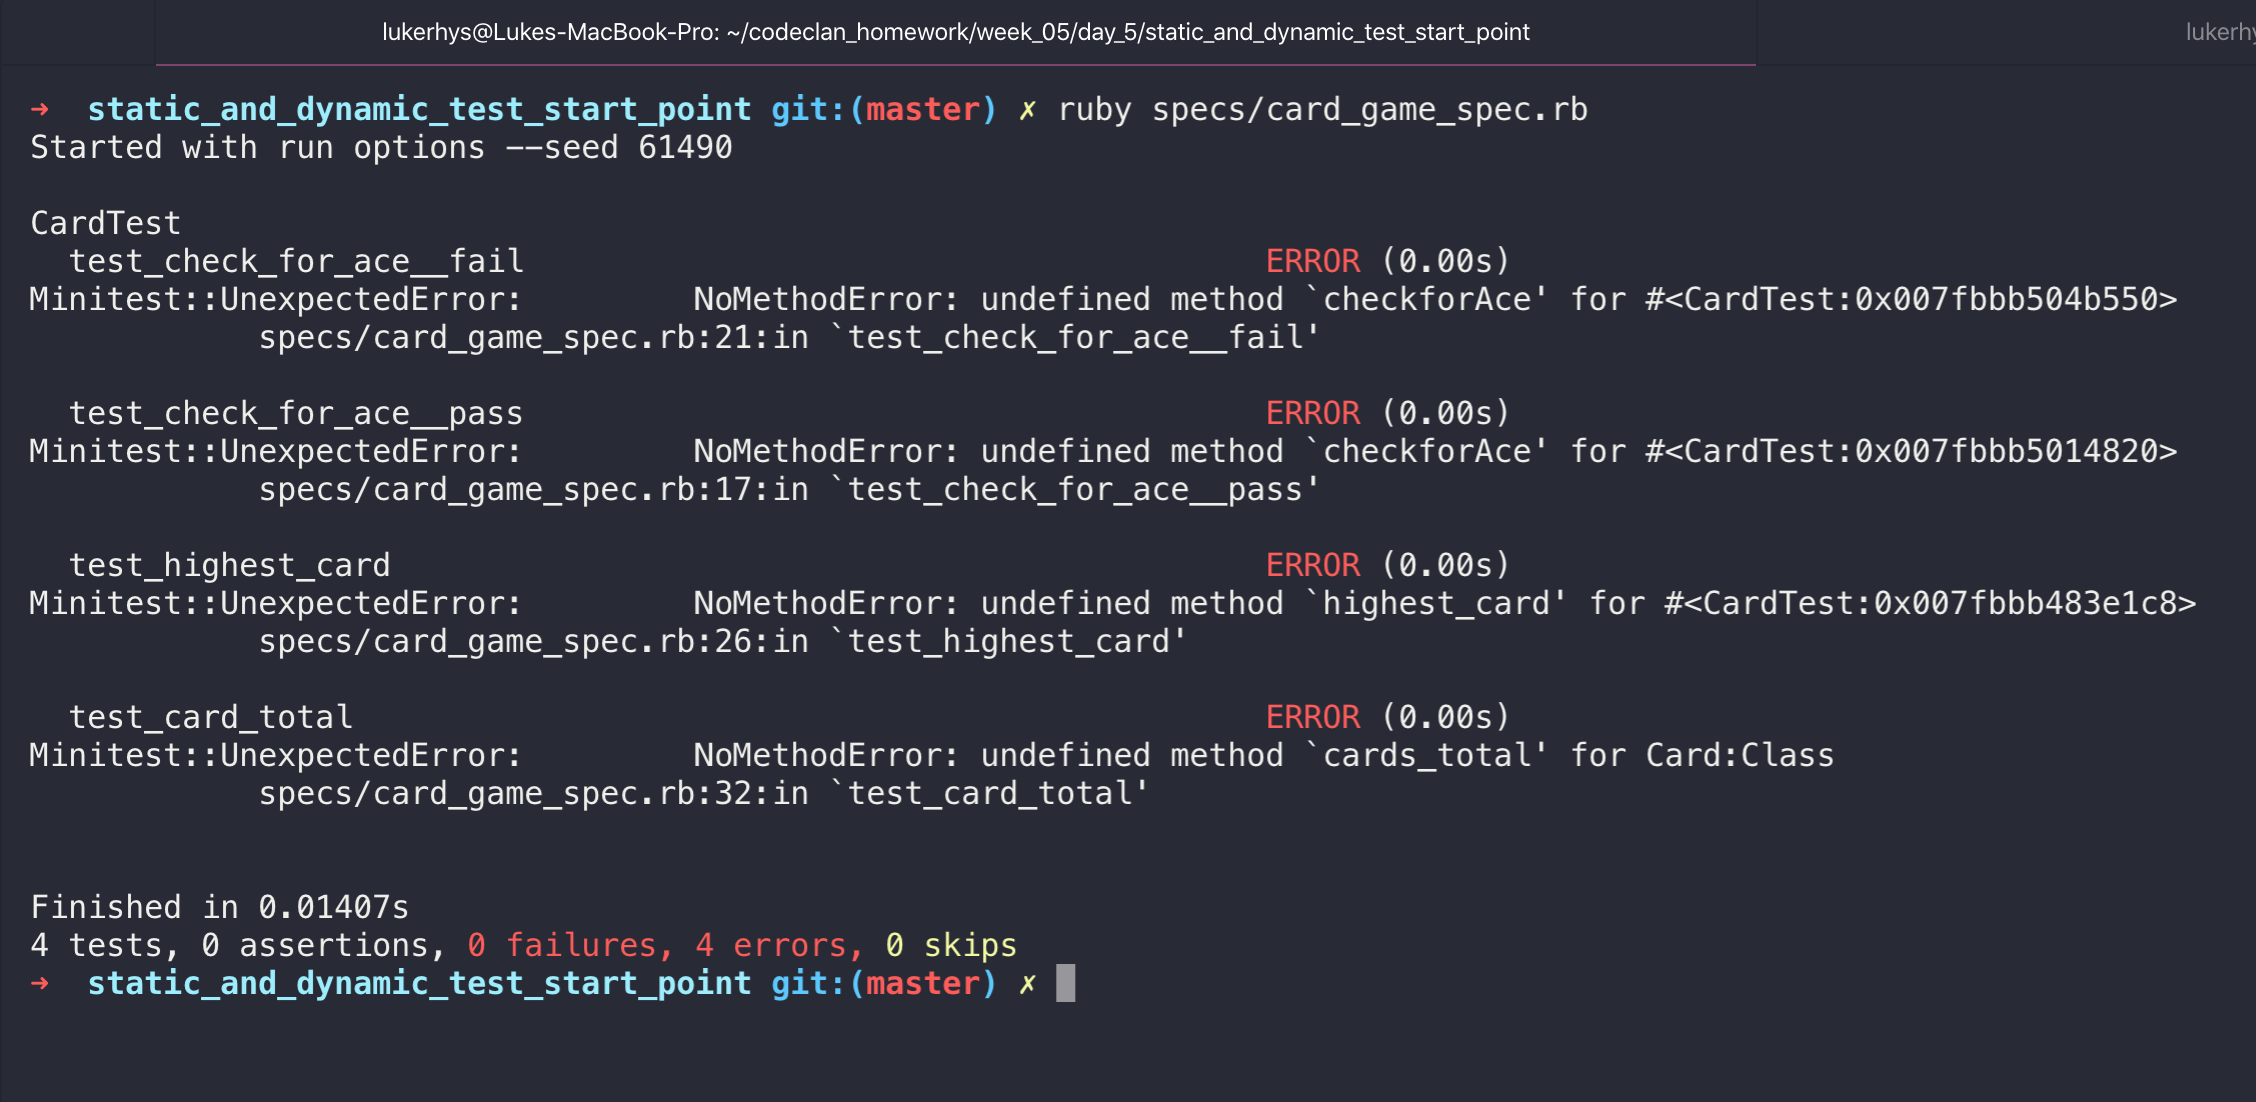 lukerhys@Lukes-MacBook-Pro: ~/codeclan_homework/week_05/day_5/static_and_dynamic_test_start_point lukerhy
→ static_and_dynamic_test_start_point git:(master) ✗ ruby specs/card_game_spec.rb
Started with run options --seed 61490
CardTest
test_check_for_ace__fail ERROR (0.00s)
Minitest::UnexpectedError: NoMethodError: undefined method `checkforAce' for #<CardTest:0x007fbbb504b550>
specs/card_game_spec.rb:21:in `test_check_for_ace__fail'
test_check_for_ace__pass ERROR (0.00s)
Minitest::UnexpectedError: NoMethodError: undefined method `checkforAce' for #<CardTest:0x007fbbb5014820>
specs/card_game_spec.rb:17:in `test_check_for_ace__pass'
test_highest_card ERROR (0.00s)
Minitest::UnexpectedError: NoMethodError: undefined method `highest_card' for #<CardTest:0x007fbbb483e1c8>
specs/card_game_spec.rb:26:in `test_highest_card'
test_card_total ERROR (0.00s)
Minitest::UnexpectedError: NoMethodError: undefined method `cards_total' for Card:Class
specs/card_game_spec.rb:32:in `test_card_total'
Finished in 0.01407s
4 tests, 0 assertions, 0 failures, 4 errors, 0 skips
→ static_and_dynamic_test_start_point git:(master) ✗